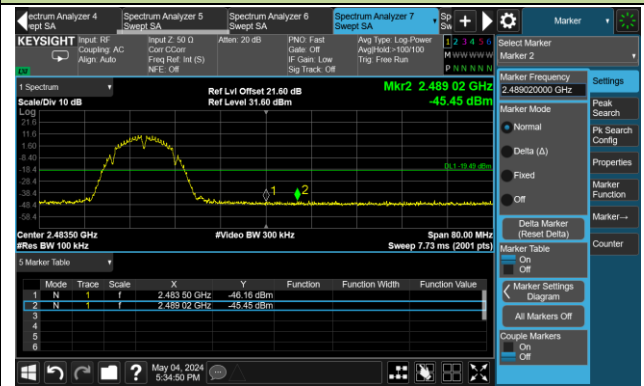 ectrum Analyzer 4
ept SA
Spectrum Analyzer 5
Swept SA
Spectrum Analyzer 6
Swept SA
Spectrum Analyzer 7
Swept SA
Sp
Sw
+
Marker
KEYSIGHT
Input: RF
Coupling: AC
Align: Auto
Input Z: 50 Ω
Corr CCorr
Freq Ref: Int (S)
NFE: Off
Atten: 20 dB
PNO: Fast
Gate: Off
IF Gain: Low
Sig Track: Off
Avg Type: Log-Power
Avg|Hold:>100/100
Trig: Free Run
1 2 3 4 5 6
M W W W W W
P N N N N N
LXI
Select Marker
Marker 2
1 Spectrum
Scale/Div 10 dB
Log
Ref Lvl Offset 21.60 dB
Ref Level 31.60 dBm
Mkr2 2.489 02 GHz
-45.45 dBm
21.6
11.6
1.60
-8.40
-18.4
-28.4
-38.4
-48.4
-58.4
DL1 -19.45 dBm
1
2
Center 2.48350 GHz
#Res BW 100 kHz
#Video BW 300 kHz
Span 80.00 MHz
Sweep 7.73 ms (2001 pts)
5 Marker Table
Mode Trace Scale X Y Function Function Width Function Value
1 N 1 f 2.483 50 GHz -46.16 dBm
2 N 1 f 2.489 02 GHz -45.45 dBm
3
4
5
6
Marker Frequency
2.489020000 GHz
Marker Mode
Normal
Delta (Δ)
Fixed
Off
Delta Marker
(Reset Delta)
Marker Table
On
Off
Marker Settings
Diagram
All Markers Off
Couple Markers
On
Off
Settings
Peak
Search
Pk Search
Config
Properties
Marker
Function
Marker→
Counter
?
May 04, 2024
5:34:50 PM